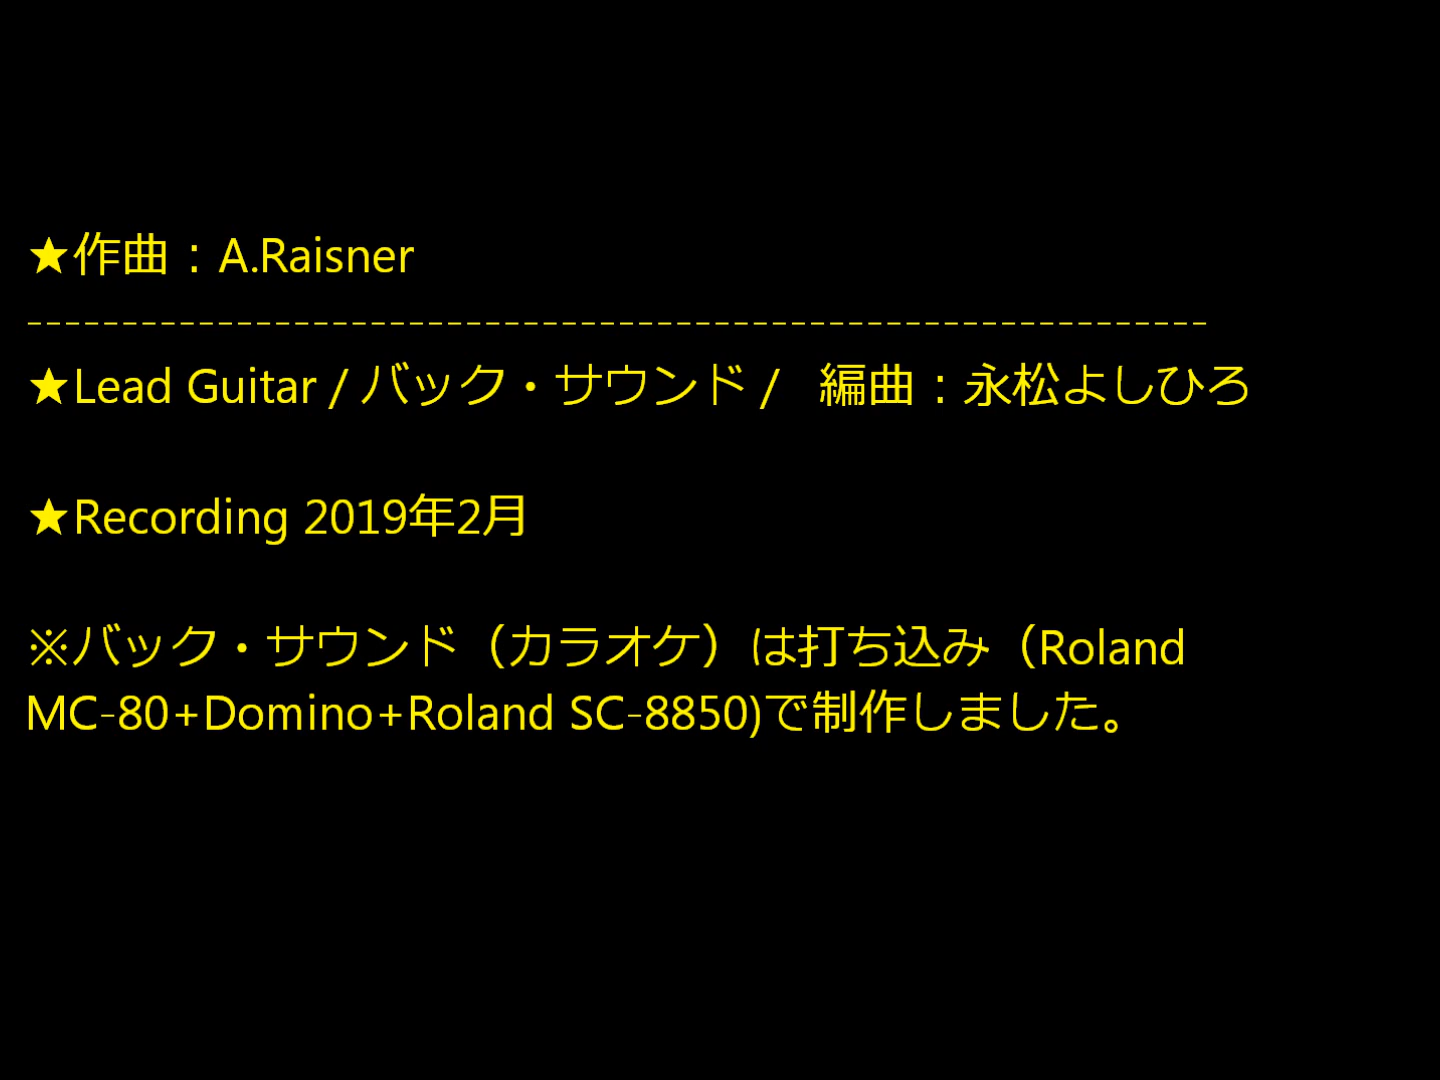 ★作曲：A.Raisner
--------------------------------------------------------------
★Lead Guitar / バック・サウンド /　編曲：永松よしひろ
★Recording 2019年2月
※バック・サウンド（カラオケ）は打ち込み（Roland
MC-80+Domino+Roland SC-8850)で制作しました。